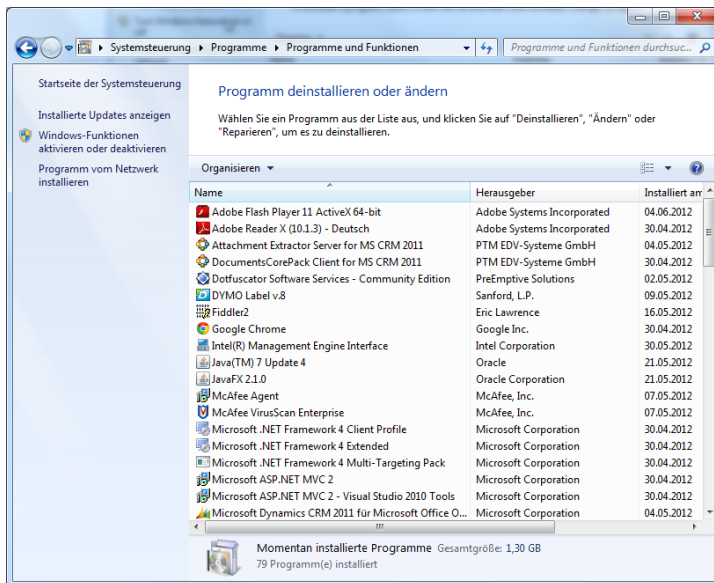 Systemsteuerung ▸ Programme ▸ Programme und Funktionen
Programme und Funktionen durchsuc...
Startseite der Systemsteuerung
Installierte Updates anzeigen
Windows-Funktionen
aktivieren oder deaktivieren
Programm vom Netzwerk
installieren
Programm deinstallieren oder ändern
Wählen Sie ein Programm aus der Liste aus, und klicken Sie auf "Deinstallieren", "Ändern" oder
"Reparieren", um es zu deinstallieren.
Organisieren
Name Herausgeber Installiert am
Adobe Flash Player 11 ActiveX 64-bit Adobe Systems Incorporated 04.06.2012
Adobe Reader X (10.1.3) - Deutsch Adobe Systems Incorporated 30.04.2012
Attachment Extractor Server for MS CRM 2011 PTM EDV-Systeme GmbH 04.05.2012
DocumentsCorePack Client for MS CRM 2011 PTM EDV-Systeme GmbH 30.04.2012
Dotfuscator Software Services - Community Edition PreEmptive Solutions 02.05.2012
DYMO Label v.8 Sanford, L.P. 09.05.2012
Fiddler2 Eric Lawrence 16.05.2012
Google Chrome Google Inc. 30.04.2012
Intel(R) Management Engine Interface Intel Corporation 30.05.2012
Java(TM) 7 Update 4 Oracle 21.05.2012
JavaFX 2.1.0 Oracle Corporation 21.05.2012
McAfee Agent McAfee, Inc. 07.05.2012
McAfee VirusScan Enterprise McAfee, Inc. 07.05.2012
Microsoft .NET Framework 4 Client Profile Microsoft Corporation 30.04.2012
Microsoft .NET Framework 4 Extended Microsoft Corporation 30.04.2012
Microsoft .NET Framework 4 Multi-Targeting Pack Microsoft Corporation 30.04.2012
Microsoft ASP.NET MVC 2 Microsoft Corporation 30.04.2012
Microsoft ASP.NET MVC 2 - Visual Studio 2010 Tools Microsoft Corporation 30.04.2012
Microsoft Dynamics CRM 2011 für Microsoft Office O... Microsoft Corporation 04.05.2012
Momentan installierte Programme Gesamtgröße: 1,30 GB
79 Programm(e) installiert